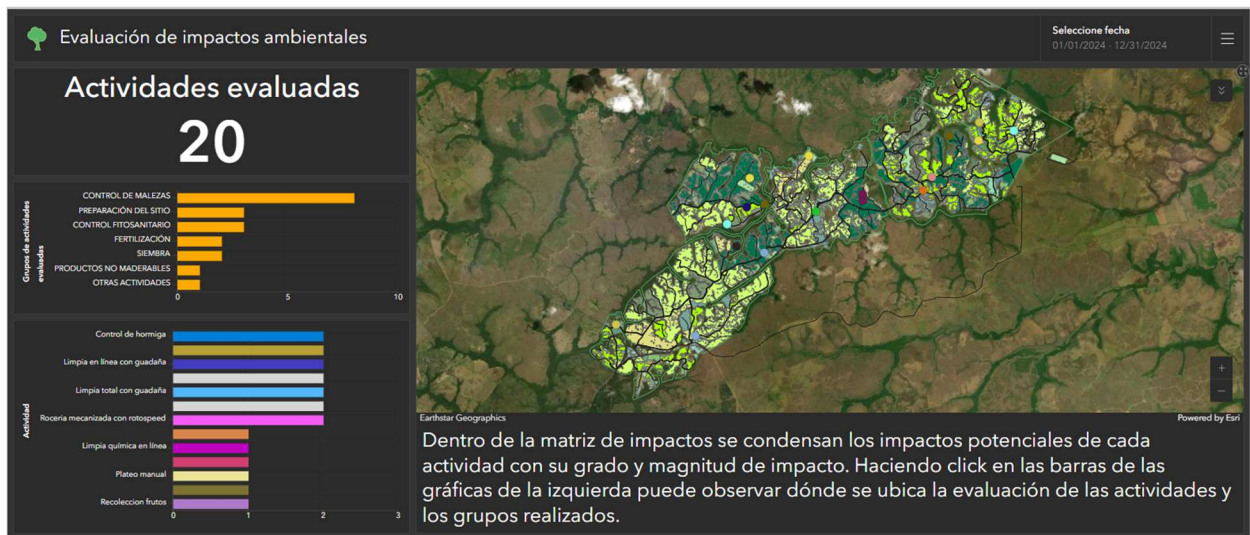 Evaluación de impactos ambientales
Seleccione fecha
01/01/2024 - 12/31/2024
Actividades evaluadas
20
Grupos de actividades
evaluadas
CONTROL DE MALEZAS
PREPARACIÓN DEL SITIO
CONTROL FITOSANITARIO
FERTILIZACIÓN
SIEMBRA
PRODUCTOS NO MADERABLES
OTRAS ACTIVIDADES
0 5 10
Actividad
Control de hormiga
Limpia en línea con guadaña
Limpia total con guadaña
Roceria mecanizada con rotospeed
Limpia química en línea
Plateo manual
Recoleccion frutos
0 1 2 3
Earthstar Geographics
Powered by Esri
Dentro de la matriz de impactos se condensan los impactos potenciales de cada
actividad con su grado y magnitud de impacto. Haciendo click en las barras de las
gráficas de la izquierda puede observar dónde se ubica la evaluación de las actividades y
los grupos realizados.